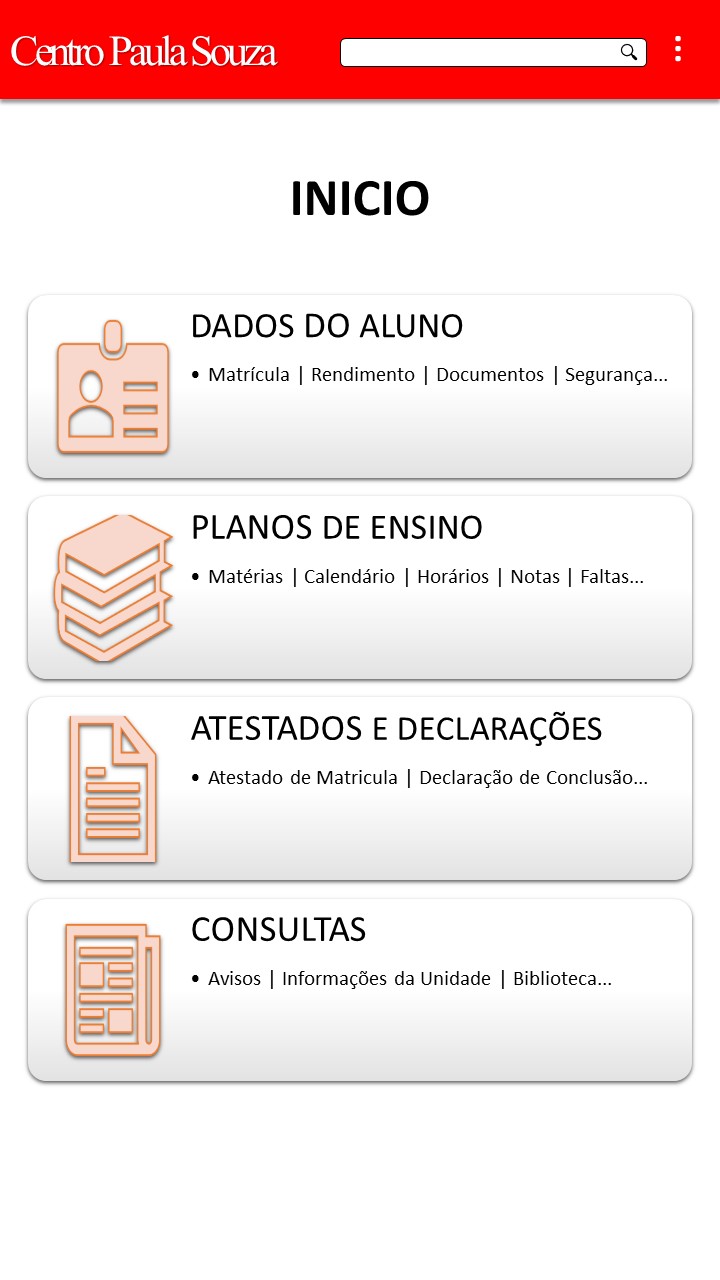 Centro Paula Souza
INICIO
DADOS DO ALUNO
• Matrícula | Rendimento | Documentos | Segurança...
PLANOS DE ENSINO
• Matérias | Calendário | Horários | Notas | Faltas...
ATESTADOS E DECLARAÇÕES
• Atestado de Matricula | Declaração de Conclusão...
CONSULTAS
• Avisos | Informações da Unidade | Biblioteca...